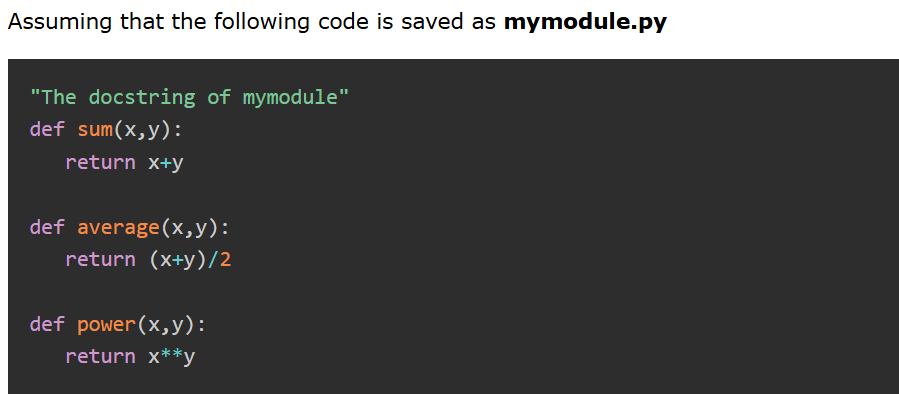 Assuming that the following code is saved as mymodule.py
"The docstring of mymodule"
def sum(x,y):
   return x+y
def average(x,y):
   return (x+y)/2
def power(x,y):
   return x**y